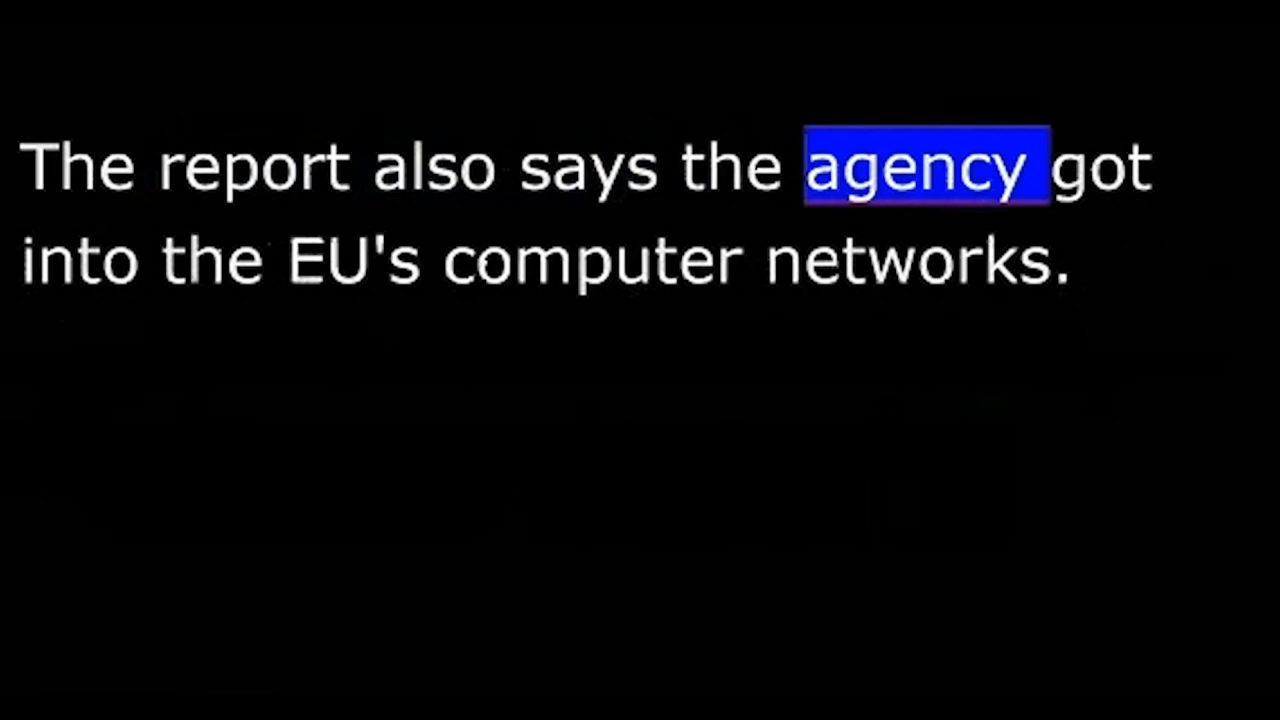 The report also says the agency got
into the EU's computer networks.